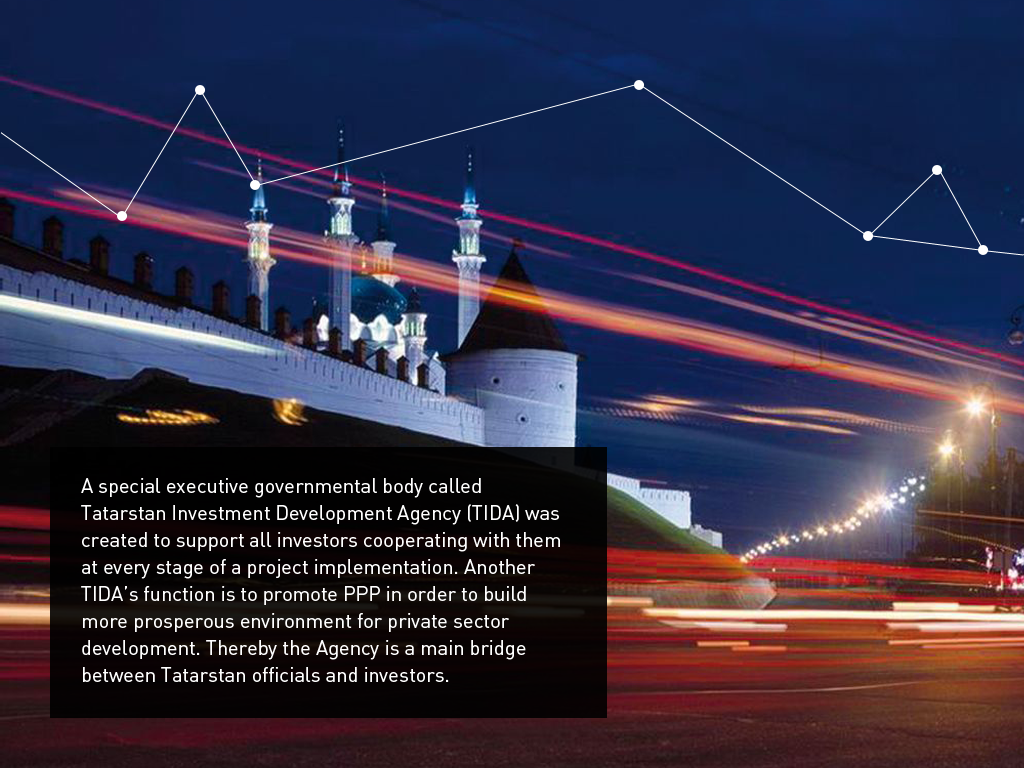 A special executive governmental body called
Tatarstan Investment Development Agency (TIDA) was
created to support all investors cooperating with them
at every stage of a project implementation. Another
TIDA's function is to promote PPP in order to build
more prosperous environment for private sector
development. Thereby the Agency is a main bridge
between Tatarstan officials and investors.